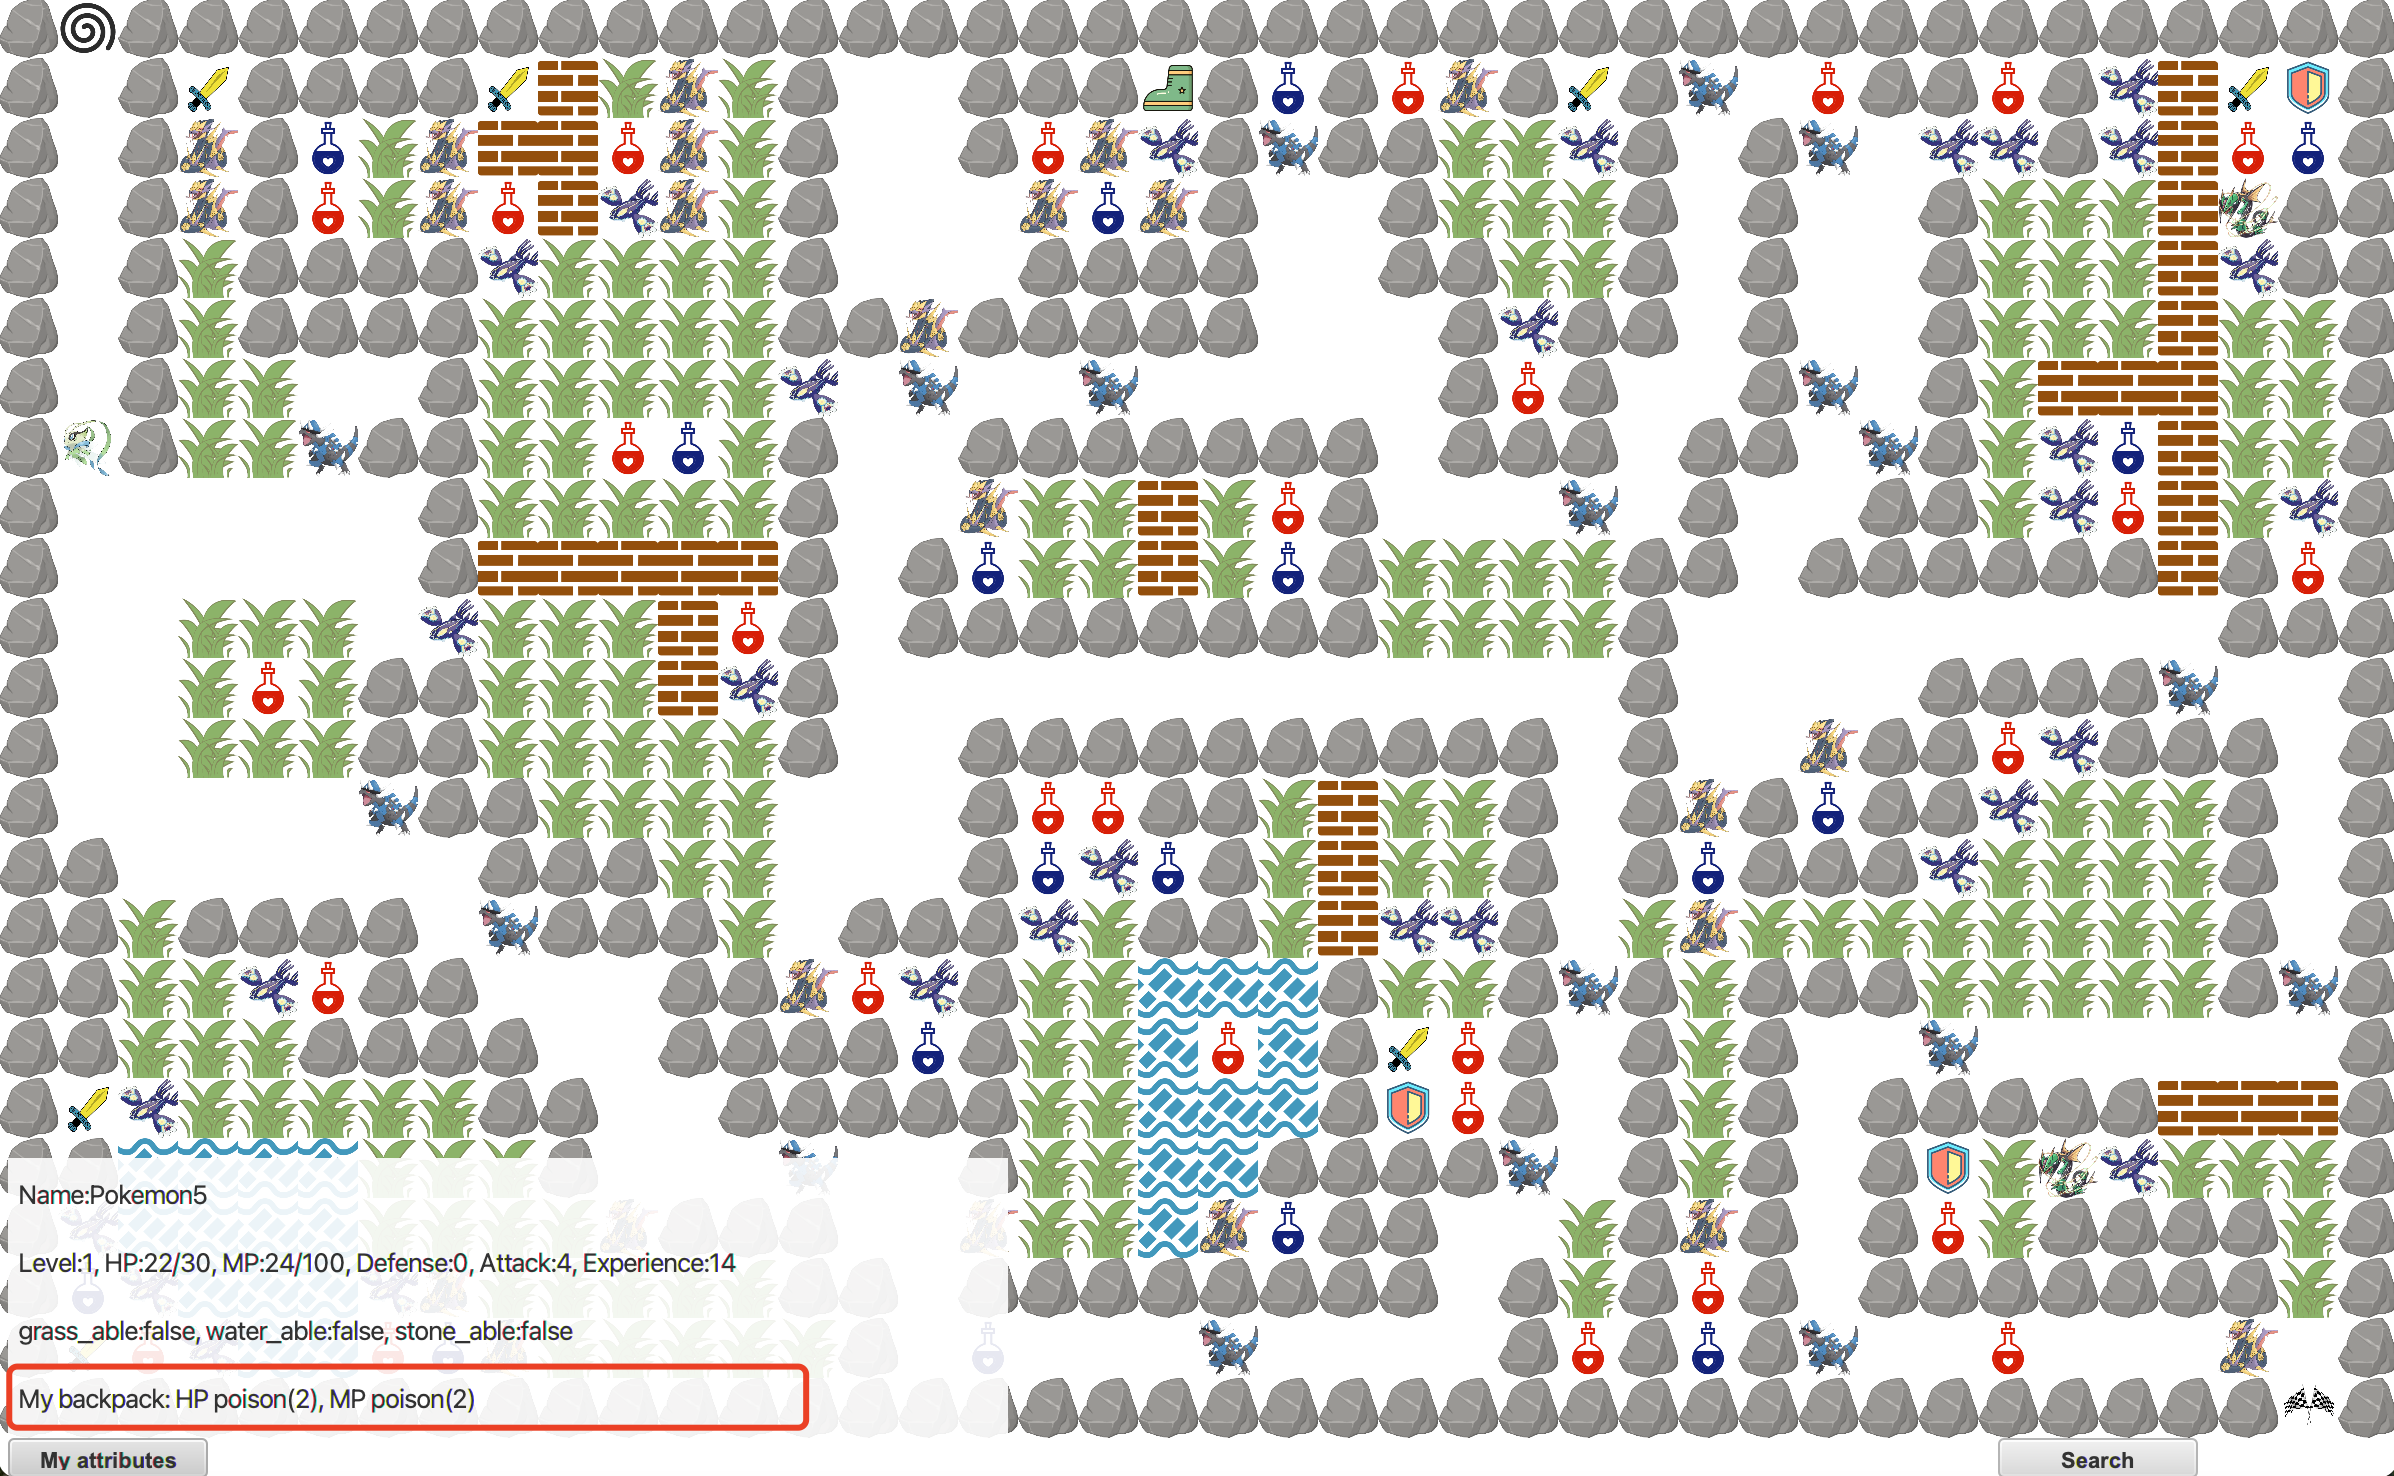 Name:Pokemon5
Level:1, HP:22/30, MP:24/100, Defense:0, Attack:4, Experience:14
grass_able:false, water_able:false, stone_able:false
My backpack: HP poison(2), MP poison(2)
My attributes
Search